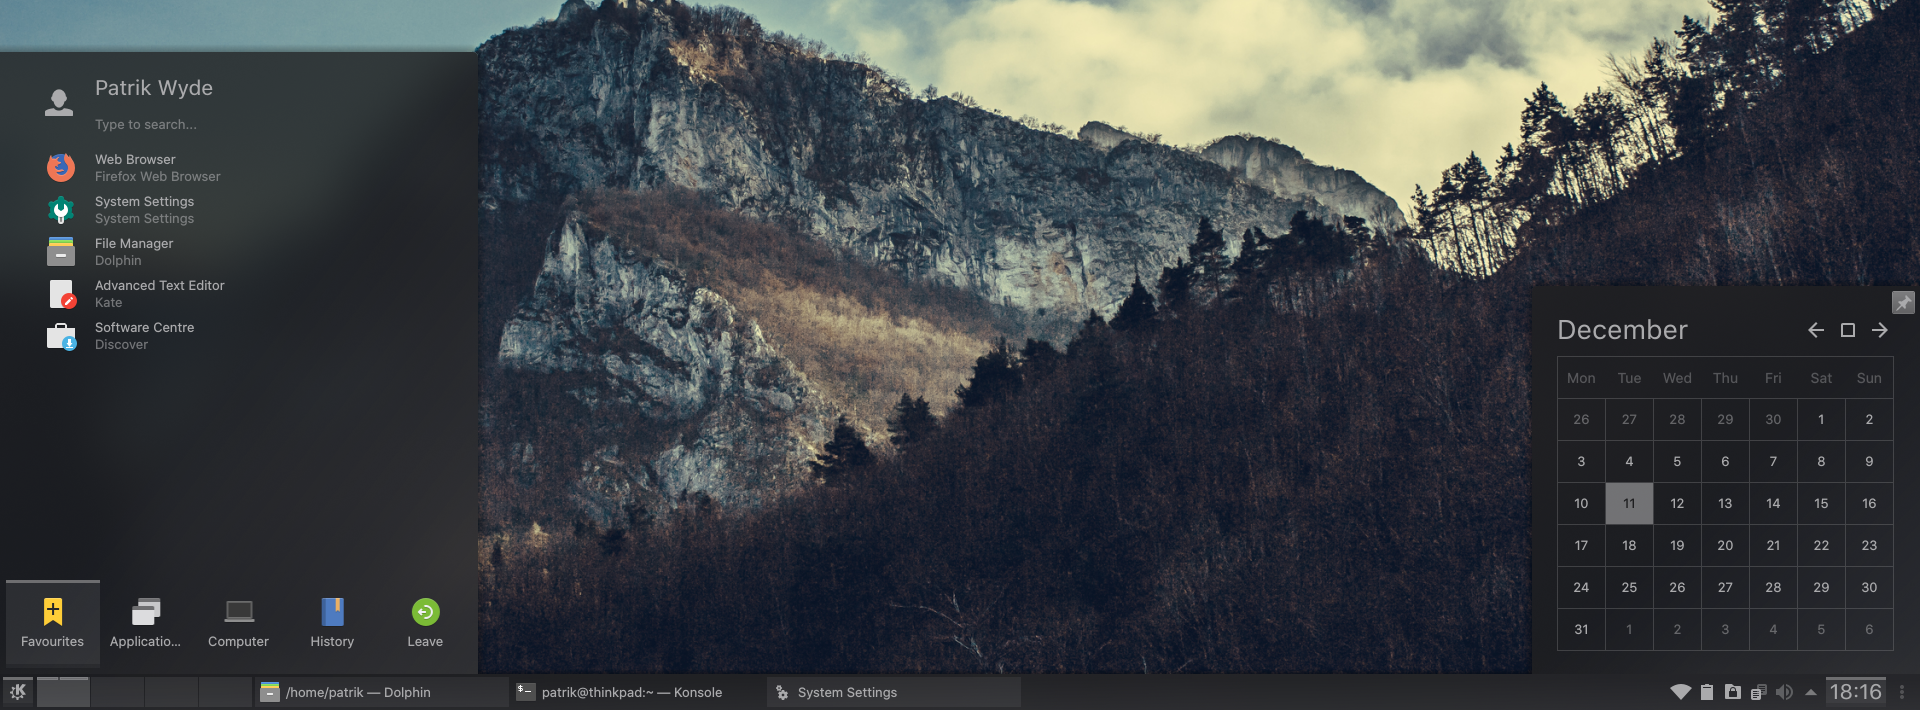 Patrik Wyde
Type to search...
Web Browser
Firefox Web Browser
System Settings
System Settings
File Manager
Dolphin
Advanced Text Editor
Kate
Software Centre
Discover
Favourites
Applicatio...
Computer
History
Leave
December
Mon Tue Wed Thu Fri Sat Sun
26 27 28 29 30 1 2
3 4 5 6 7 8 9
10 11 12 13 14 15 16
17 18 19 20 21 22 23
24 25 26 27 28 29 30
31 1 2 3 4 5 6
/home/patrik — Dolphin
patrik@thinkpad:~ — Konsole
System Settings
18:16